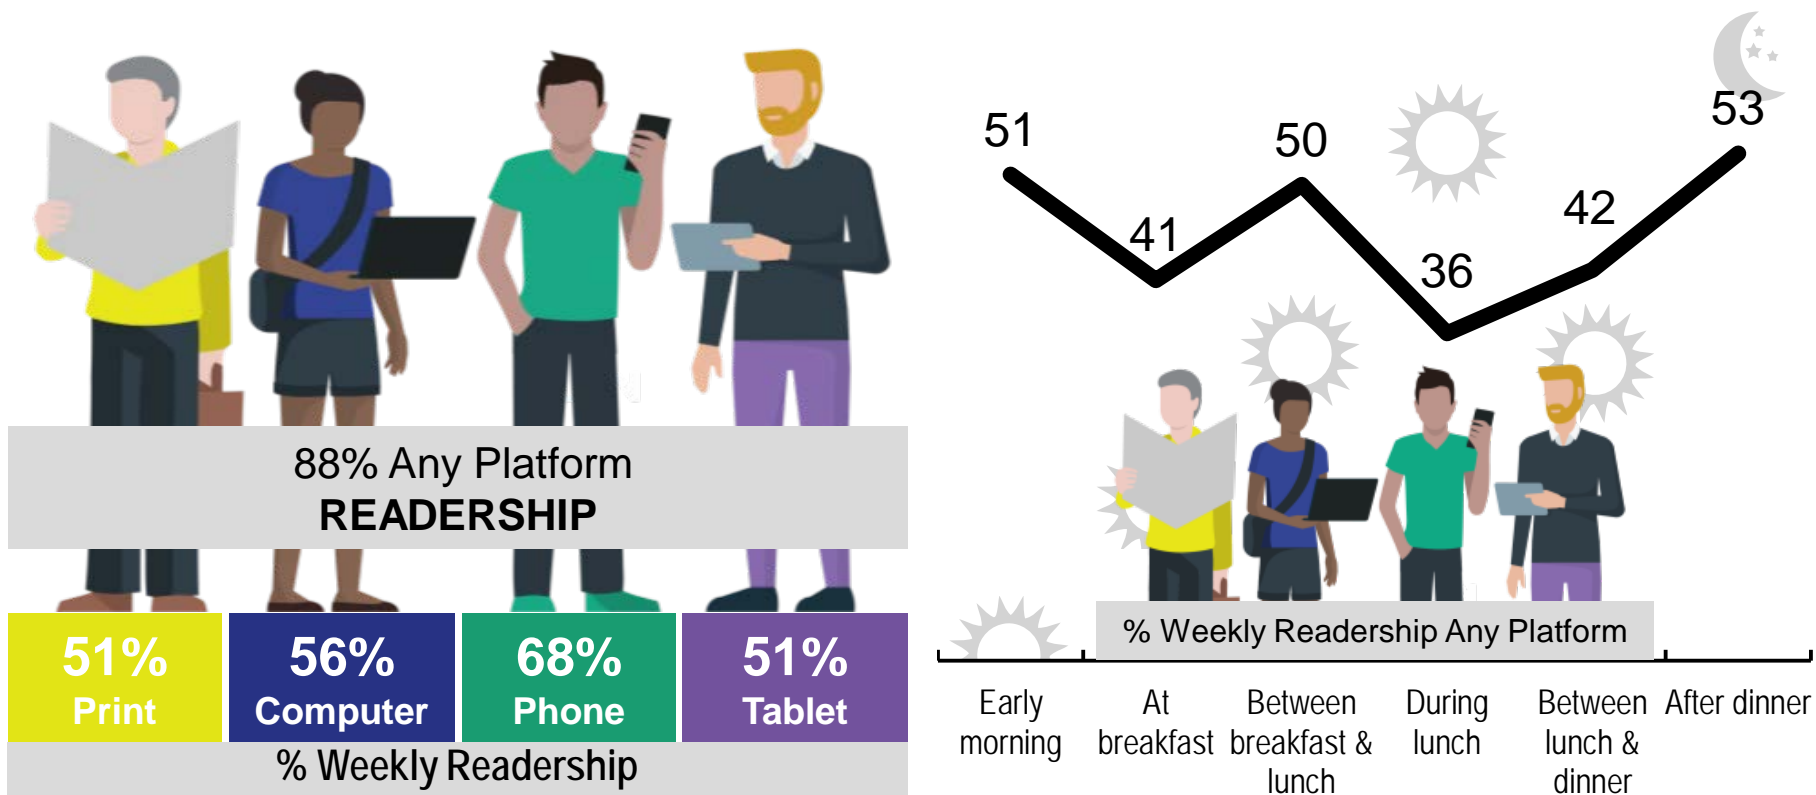 88% Any Platform
READERSHIP
51%
Print
56%
Computer
68%
Phone
51%
Tablet
% Weekly Readership
51
41
50
36
42
53
% Weekly Readership Any Platform
Early
morning
At
breakfast
Between
breakfast &
lunch
During
lunch
Between
lunch &
dinner
After dinner